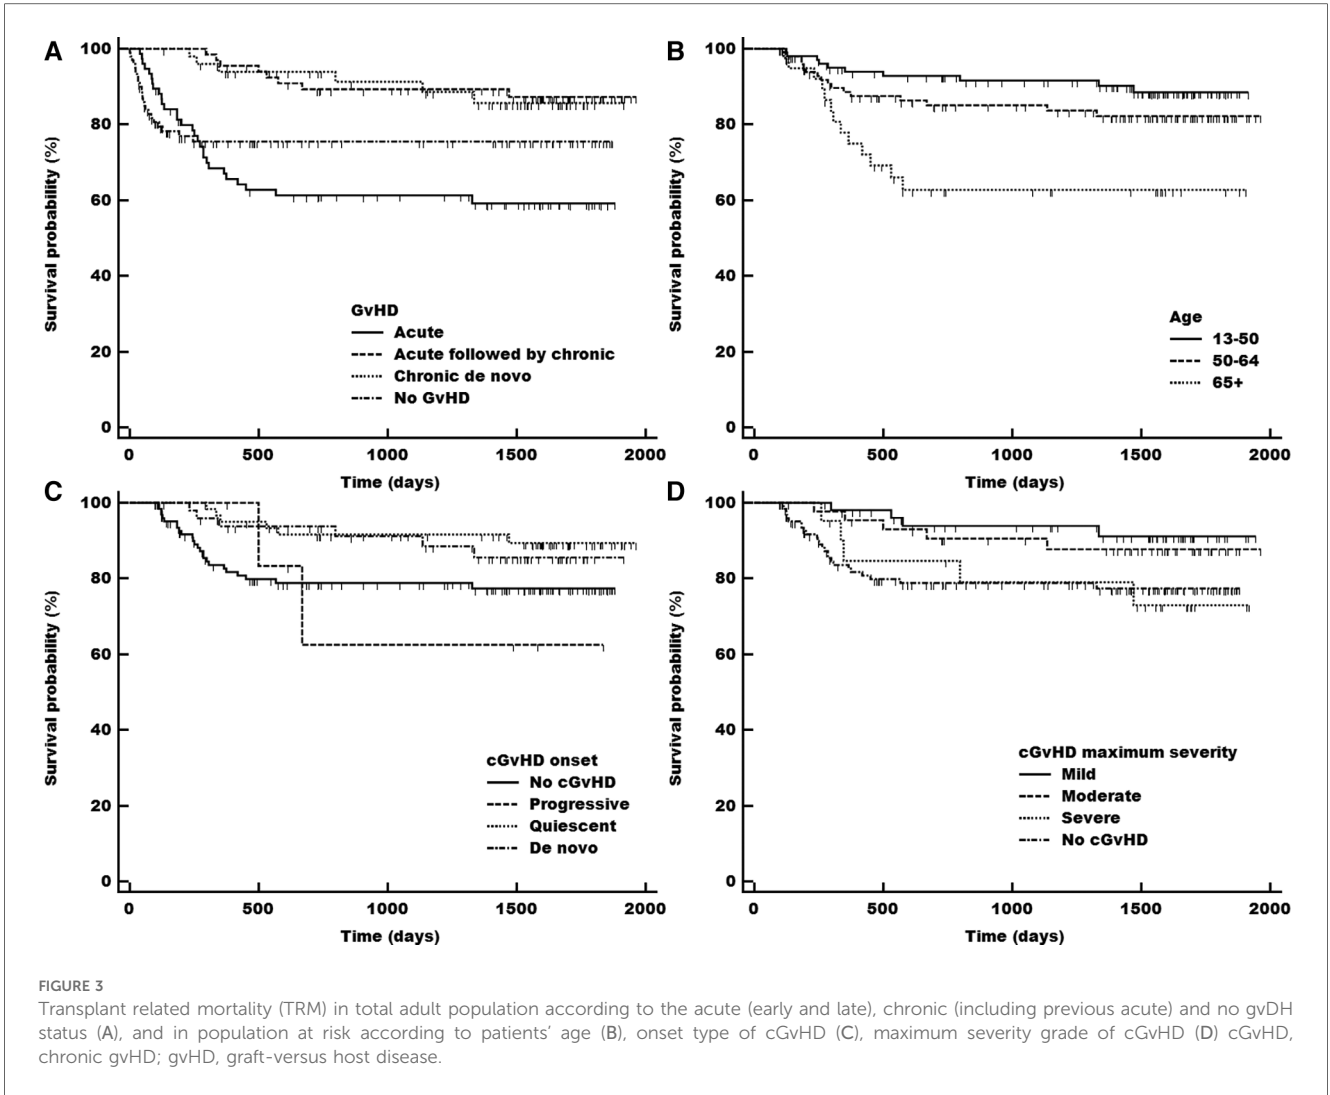 A
100
80
60
40
20
0
Survival probability (%)
GvHD
Acute
Acute followed by chronic
Chronic de novo
No GvHD
0 500 1000 1500 2000
Time (days)
B
100
80
60
40
20
0
Survival probability (%)
Age
13-50
50-64
65+
0 500 1000 1500 2000
Time (days)
C
100
80
60
40
20
0
Survival probability (%)
cGvHD onset
No cGvHD
Progressive
Quiescent
De novo
0 500 1000 1500 2000
Time (days)
D
100
80
60
40
20
0
Survival probability (%)
cGvHD maximum severity
Mild
Moderate
Severe
No cGvHD
0 500 1000 1500 2000
Time (days)
FIGURE 3
Transplant related mortality (TRM) in total adult population according to the acute (early and late), chronic (including previous acute) and no gvDH
status (A), and in population at risk according to patients' age (B), onset type of cGvHD (C), maximum severity grade of cGvHD (D) cGvHD,
chronic gvHD; gvHD, graft-versus host disease.